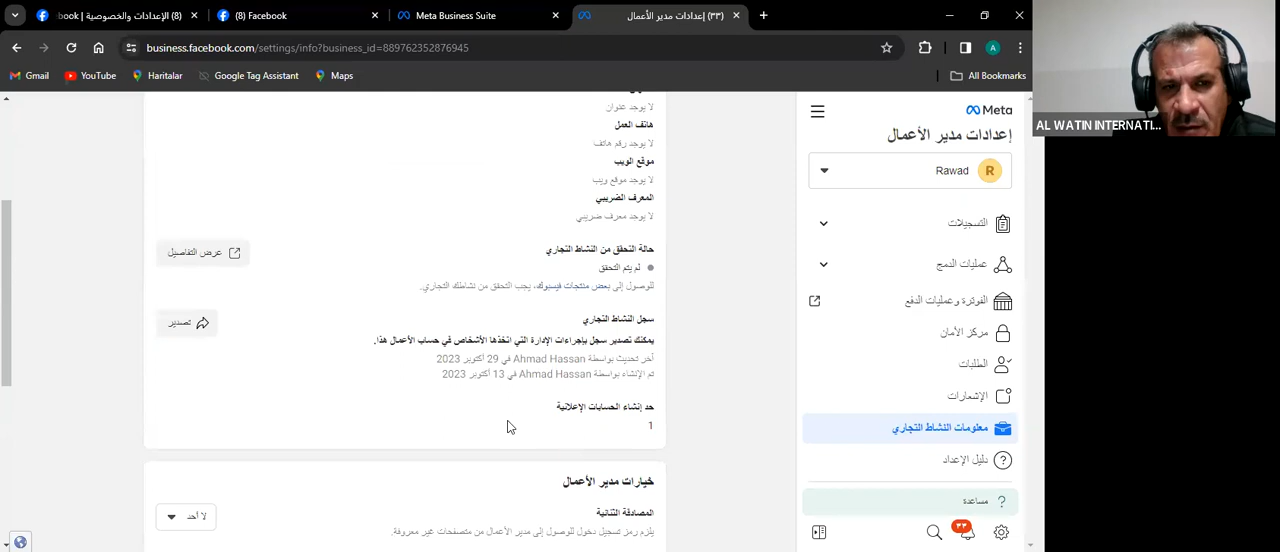 (8) الإعدادات والخصوصية | book
(8) Facebook
Meta Business Suite
(٣٣) إعدادات مدير الأعمال
business.facebook.com/settings/info?business_id=889762352876945
A
Gmail
YouTube
Haritalar
Google Tag Assistant
Maps
All Bookmarks
AL WATIN INTERNATI...
Meta
إعدادات مدير الأعمال
Rawad
R
التسجيلات
عمليات الدمج
الفوترة وعمليات الدفع
مركز الأمان
الطلبات
الإشعارات
معلومات النشاط التجاري
دليل الإعداد
مساعدة
٣٣
لا يوجد عنوان
هاتف العمل
لا يوجد رقم هاتف
موقع الويب
لا يوجد موقع ويب
المعرف الضريبي
لا يوجد معرف ضريبي
حالة التحقق من النشاط التجاري
لم يتم التحقق
للوصول إلى بعض منتجات فيسبوك، يجب التحقق من نشاطك التجاري.
عرض التفاصيل
سجل النشاط التجاري
يمكنك تصدير سجل بإجراءات الإدارة التي اتخذها الأشخاص في حساب الأعمال هذا.
آخر تحديث بواسطة Ahmad Hassan في 29 أكتوبر 2023
تم الإنشاء بواسطة Ahmad Hassan في 13 أكتوبر 2023
تصدير
حد إنشاء الحسابات الإعلانية
1
خيارات مدير الأعمال
المصادقة الثنائية
يلزم رمز تسجيل دخول للوصول إلى مدير الأعمال من متصفحات غير معروفة.
لا أحد